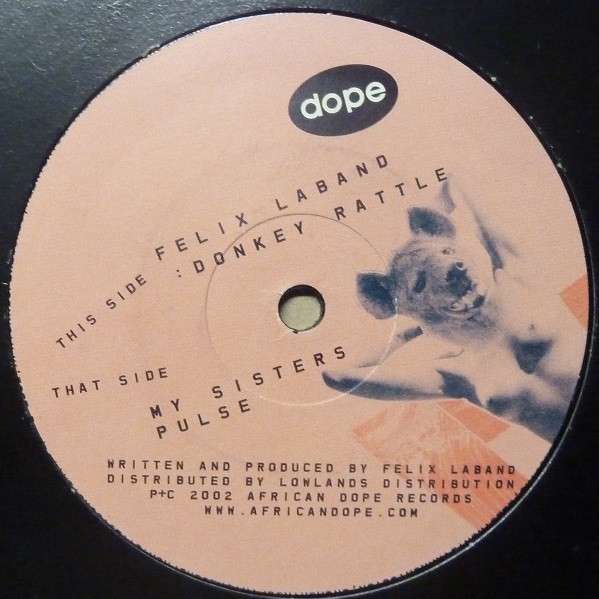 dope
FELIX LABAND
THIS SIDE :DONKEY RATTLE
THAT SIDE
MY SISTERS
PULSE
WRITTEN AND PRODUCED BY FELIX LABAND
DISTRIBUTED BY LOWLANDS DISTRIBUTION
P+C 2002 AFRICAN DOPE RECORDS
WWW.AFRICANDOPE.COM